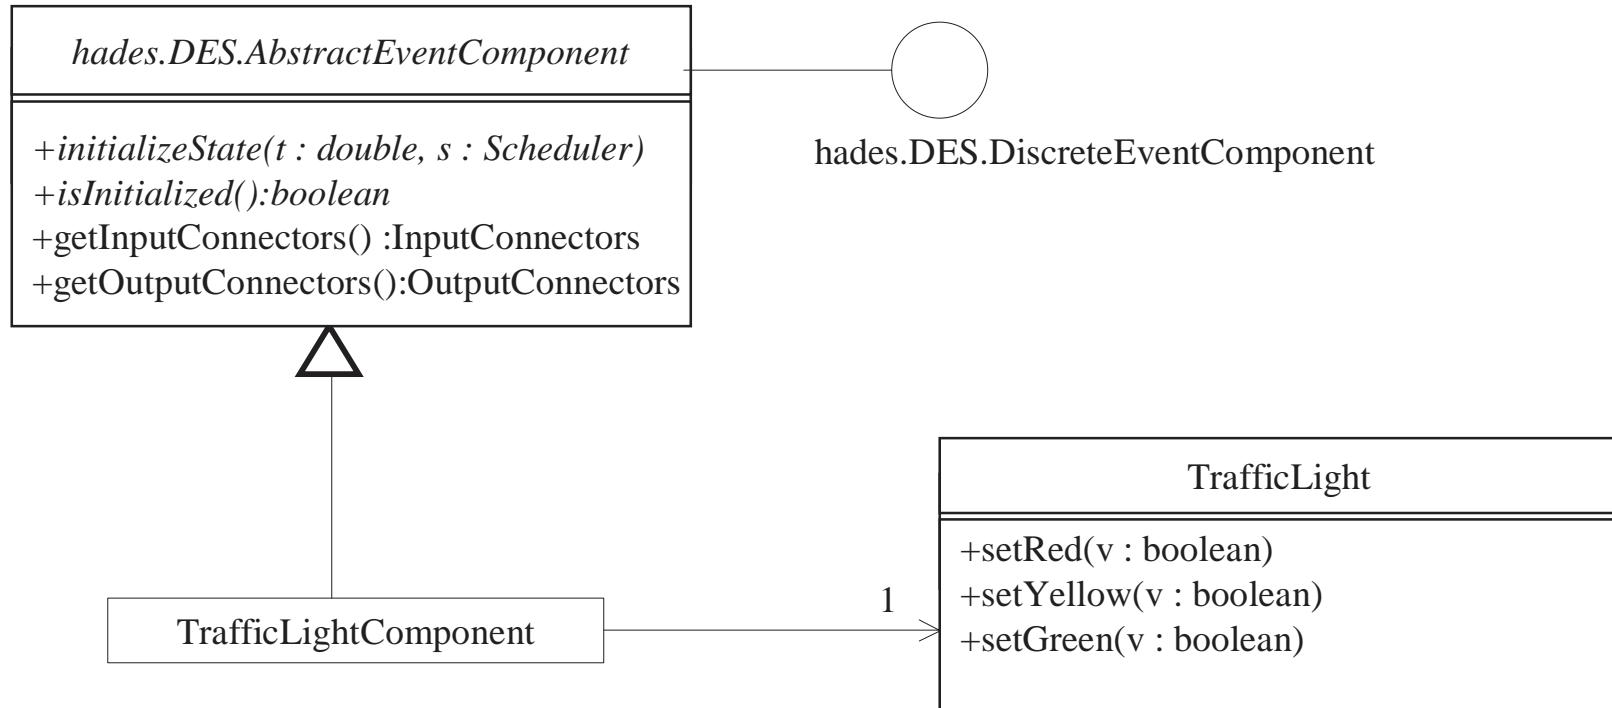 hades.DES.AbstractEventComponent
+initializeState(t : double, s : Scheduler)
+isInitialized():boolean
+getInputConnectors() :InputConnectors
+getOutputConnectors():OutputConnectors
hades.DES.DiscreteEventComponent
TrafficLight
+setRed(v : boolean)
+setYellow(v : boolean)
+setGreen(v : boolean)
1
TrafficLightComponent